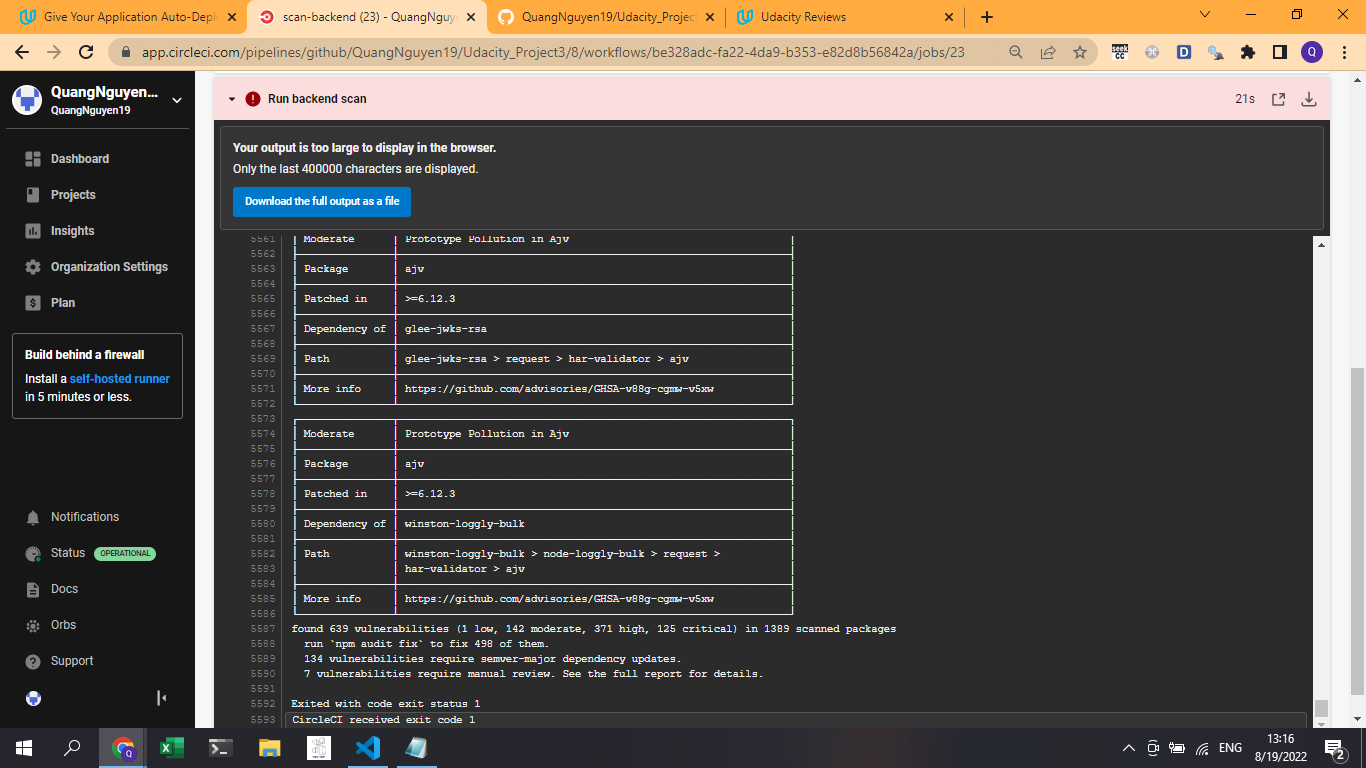 Give Your Application Auto-Depl
scan-backend (23) - QuangNguye
QuangNguyen19/Udacity_Project
Udacity Reviews
app.circleci.com/pipelines/github/QuangNguyen19/Udacity_Project3/8/workflows/be328adc-fa22-4da9-b353-e82d8b56842a/jobs/23
seek
CC
D
Q
QuangNguyen...
QuangNguyen19
Dashboard
Projects
Insights
Organization Settings
Plan
Build behind a firewall
Install a self-hosted runner
in 5 minutes or less.
Notifications
Status OPERATIONAL
Docs
Orbs
Support
Run backend scan 21s
Your output is too large to display in the browser.
Only the last 400000 characters are displayed.
Download the full output as a file
5561 Moderate Prototype Pollution in Ajv
5562
5563 Package ajv
5564
5565 Patched in >=6.12.3
5566
5567 Dependency of glee-jwks-rsa
5568
5569 Path glee-jwks-rsa > request > har-validator > ajv
5570
5571 More info https://github.com/advisories/GHSA-v88g-cgmw-v5xw
5572
5573
5574 Moderate Prototype Pollution in Ajv
5575
5576 Package ajv
5577
5578 Patched in >=6.12.3
5579
5580 Dependency of winston-loggly-bulk
5581
5582 Path winston-loggly-bulk > node-loggly-bulk > request >
5583 har-validator > ajv
5584
5585 More info https://github.com/advisories/GHSA-v88g-cgmw-v5xw
5586
5587 found 639 vulnerabilities (1 low, 142 moderate, 371 high, 125 critical) in 1389 scanned packages
5588 run `npm audit fix` to fix 498 of them.
5589 134 vulnerabilities require semver-major dependency updates.
5590 7 vulnerabilities require manual review. See the full report for details.
5591
5592 Exited with code exit status 1
5593 CircleCI received exit code 1
ENG
13:16
8/19/2022
2